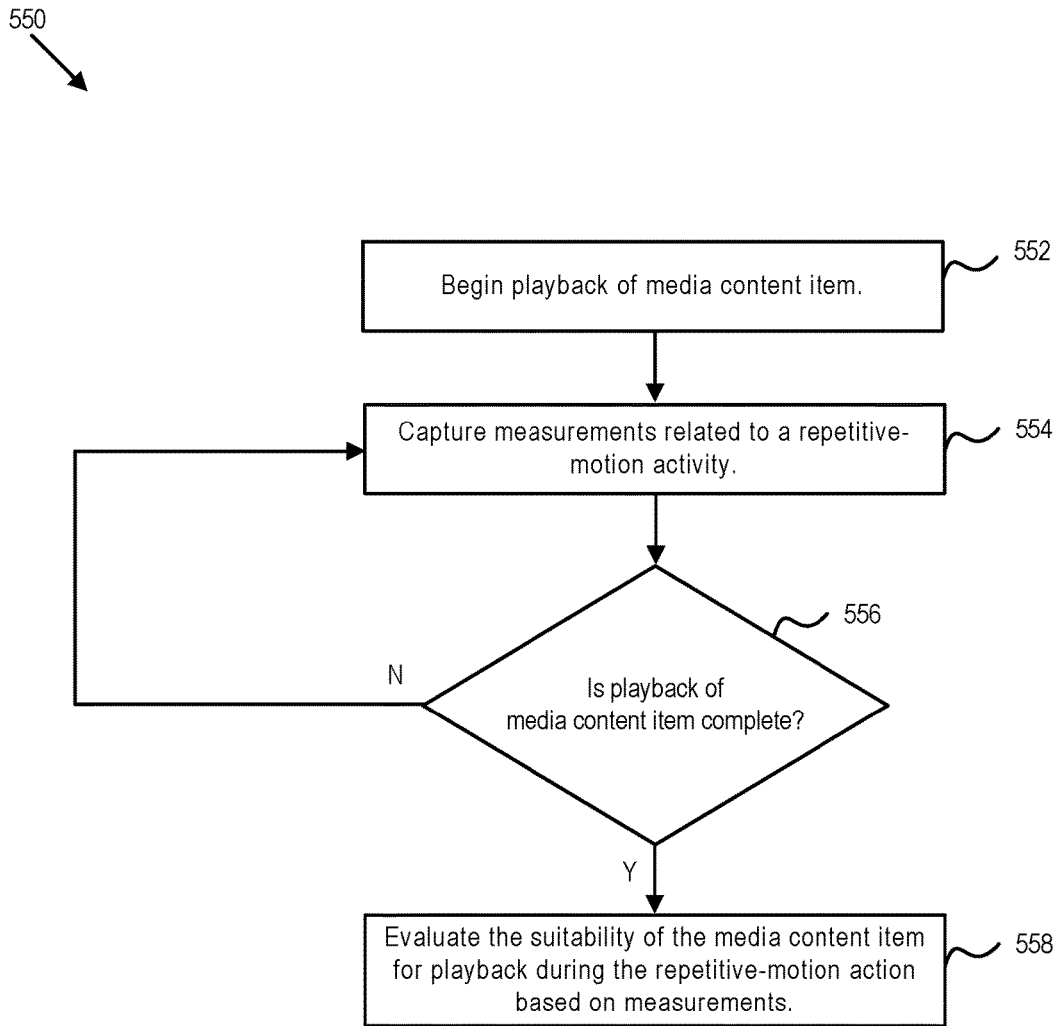 550
552
Begin playback of media content item.
554
Capture measurements related to a repetitive-
motion activity.
556
Is playback of
media content item complete?
N
Y
558
Evaluate the suitability of the media content item
for playback during the repetitive-motion action
based on measurements.